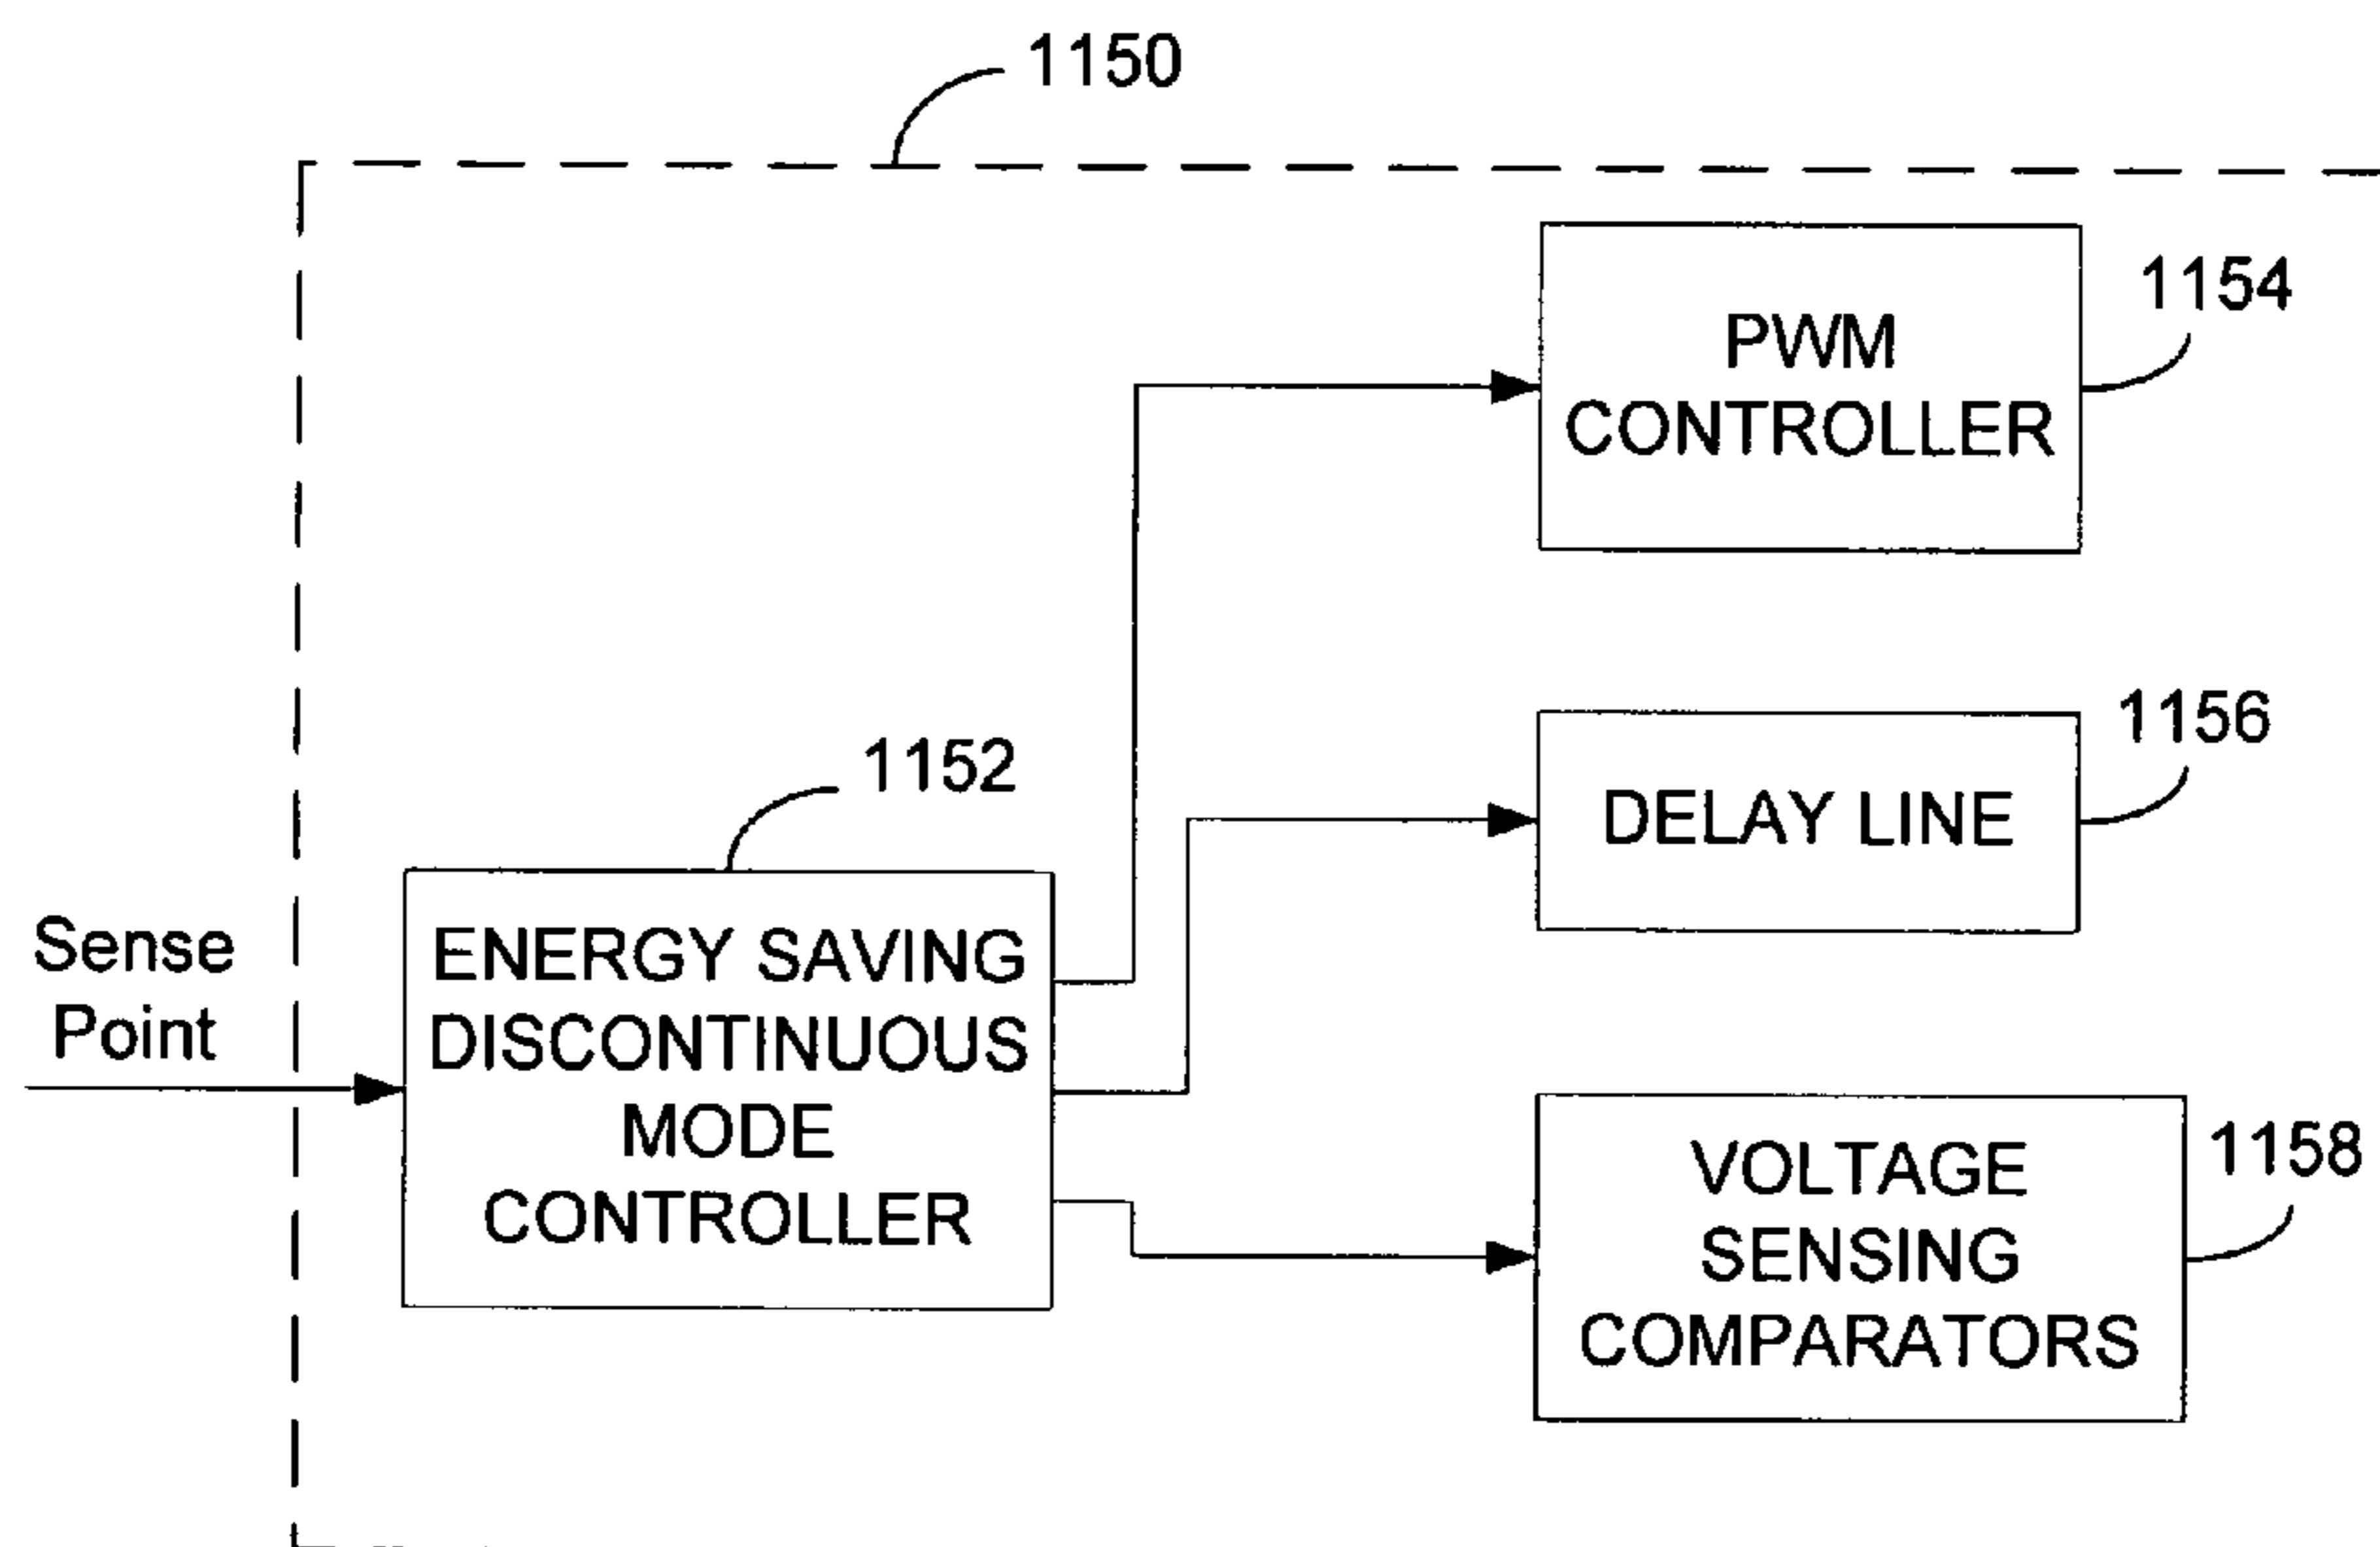 1150
1154
PWM
CONTROLLER
1156
DELAY LINE
1152
Sense
Point
ENERGY SAVING
DISCONTINUOUS
MODE
CONTROLLER
1158
VOLTAGE
SENSING
COMPARATORS